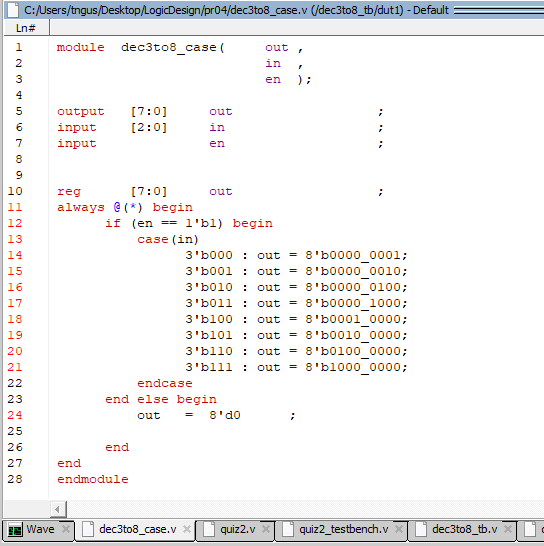 C:/Users/tngus/Desktop/LogicDesign/pr04/dec3to8_case.v (/dec3to8_tb/dut1) - Default
Ln#
1 module dec3to8_case( out ,
2 in ,
3 en );
4
5 output [7:0] out ;
6 input [2:0] in ;
7 input en ;
8
9
10 reg [7:0] out ;
11 always @(*) begin
12 if (en == 1'b1) begin
13 case(in)
14 3'b000 : out = 8'b0000_0001;
15 3'b001 : out = 8'b0000_0010;
16 3'b010 : out = 8'b0000_0100;
17 3'b011 : out = 8'b0000_1000;
18 3'b100 : out = 8'b0001_0000;
19 3'b101 : out = 8'b0010_0000;
20 3'b110 : out = 8'b0100_0000;
21 3'b111 : out = 8'b1000_0000;
22 endcase
23 end else begin
24 out = 8'd0 ;
25
26 end
27 end
28 endmodule
Wave dec3to8_case.v quiz2.v quiz2_testbench.v dec3to8_tb.v